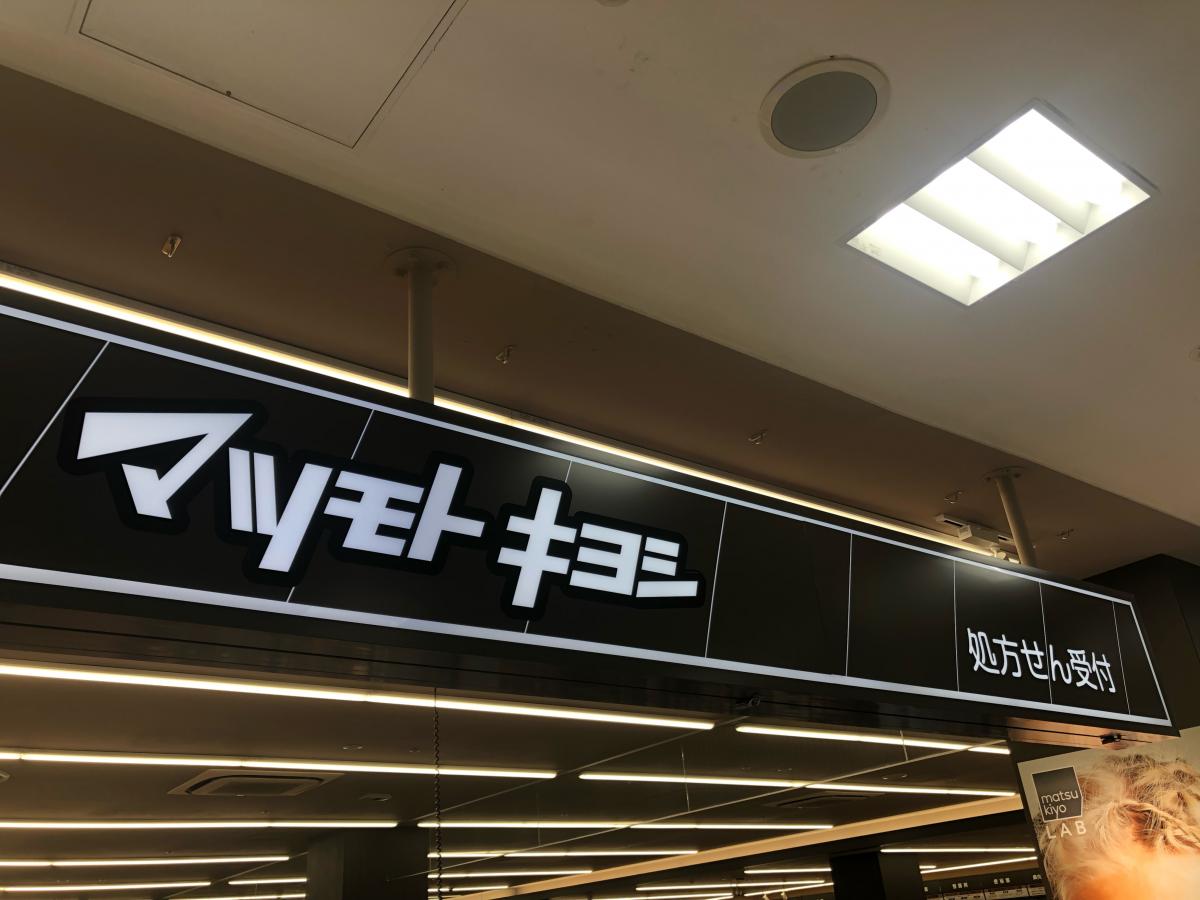 マツモトキヨシ
処方せん受付
matsu
kiyo
LAB